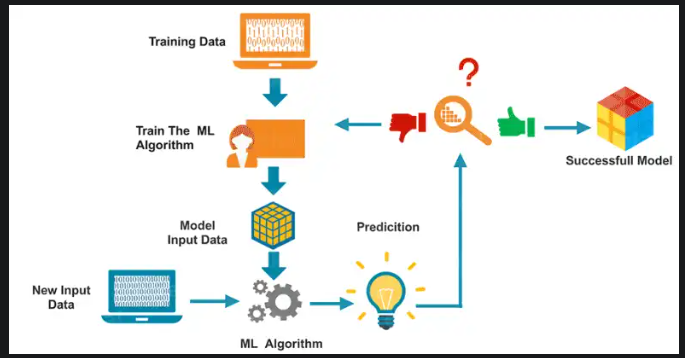 Training Data
?
Train The ML
Algorithm
Successfull Model
Model
Input Data
Predicition
New Input
Data
ML Algorithm